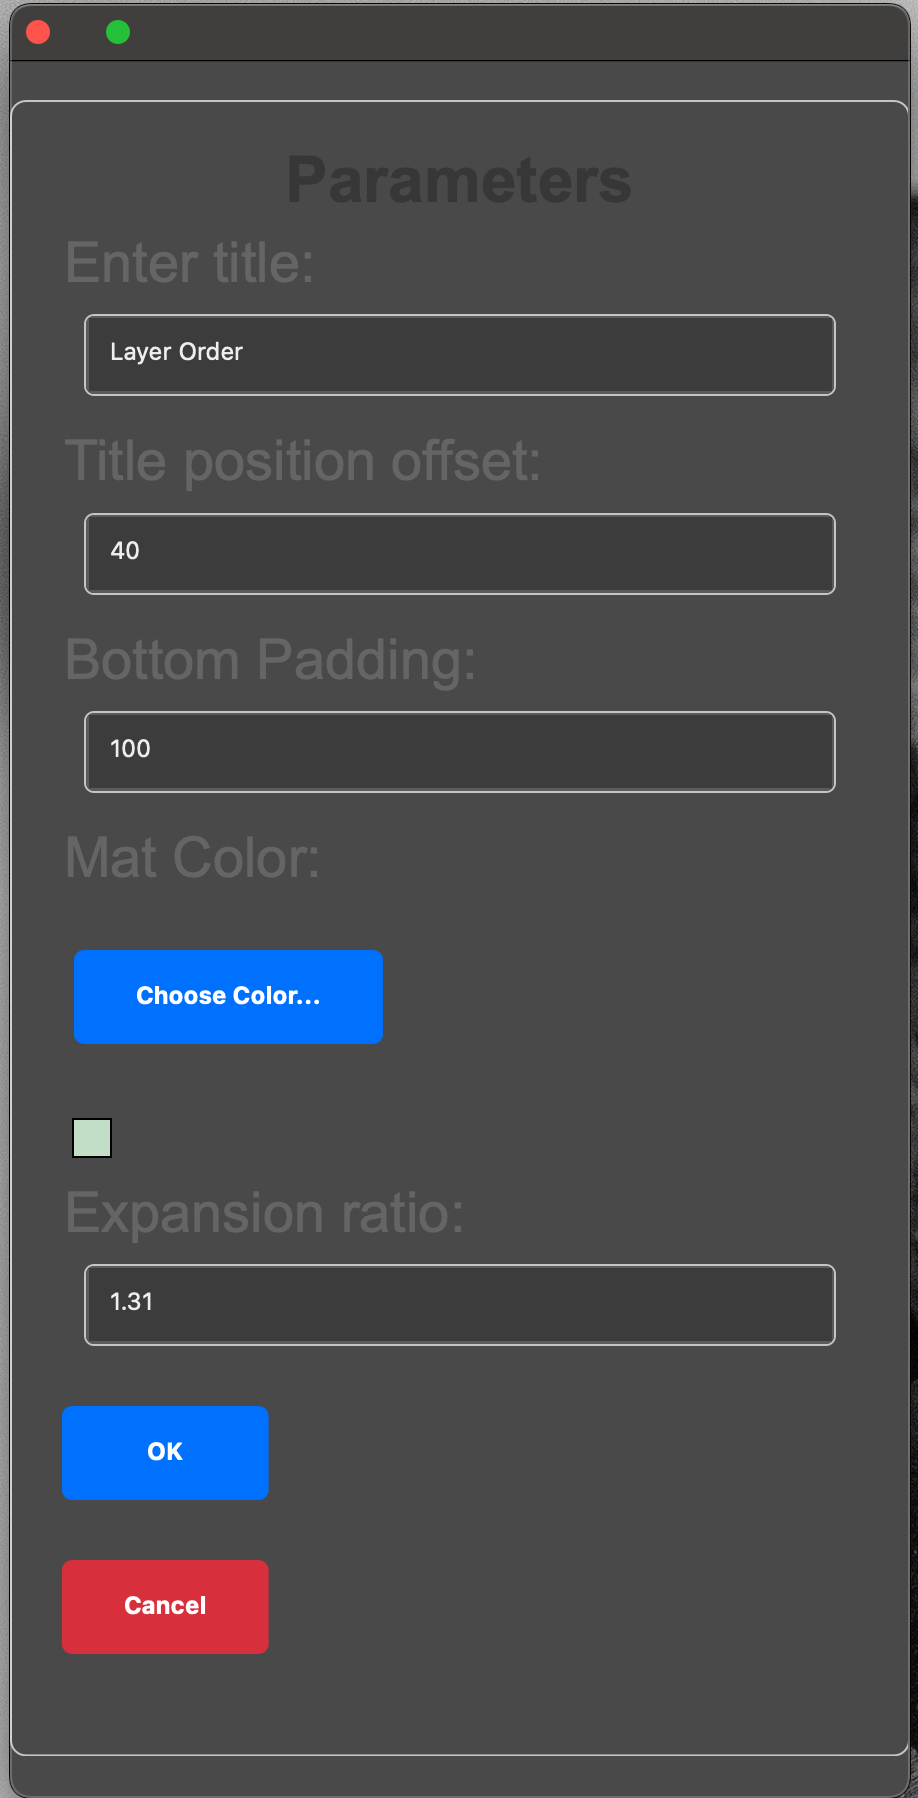 Parameters
Enter title:
Layer Order
Title position offset:
40
Bottom Padding:
100
Mat Color:
Choose Color...
Expansion ratio:
1.31
OK
Cancel